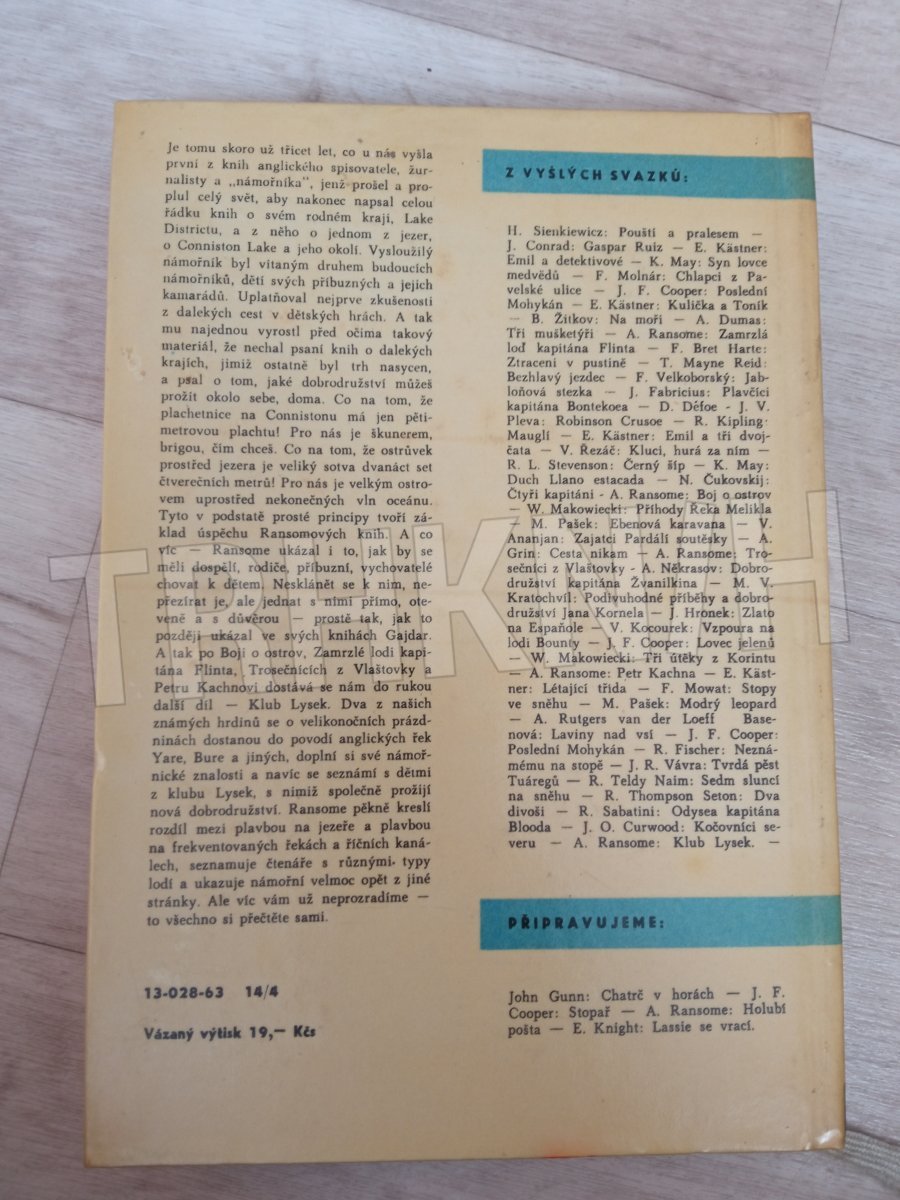 Je tomu skoro už třicet let, co u nás vyšla
první z knih anglického spisovatele, žur-
nalisty a „námořníka", jenž prošel a pro-
plul celý svět, aby nakonec napsal celou
řádku knih o svém rodném kraji, Lake
Districtu, a z něho o jednom z jezer,
o Conniston Lake a jeho okolí. Vysloužilý
námořník byl vítaným druhem budoucích
námořníků, dětí svých příbuzných a jejich
kamarádů. Uplatňoval nejprve zkušenosti
z dalekých cest v dětských hrách. A tak
mu najednou vyrostl před očima takový
materiál, že nechal psaní knih o dalekých
krajích, jimiž ostatně byl trh nasycen,
a psal o tom, jaké dobrodružství můžeš
prožít okolo sebe, doma. Co na tom, že
plachetnice na Connistonu má jen pěti-
metrovou plachtu! Pro nás je škunerem,
brigou, čím chceš. Co na tom, že ostrůvek
prostřed jezera je veliký sotva dvanáct set
čtverečních metrů! Pro nás je velkým ostro-
vem uprostřed nekonečných vln oceánu.
Tyto v podstatě prosté principy tvoří zá-
klad úspěchu Ransomových knih. A co
víc — Ransome ukázal i to, jak by se
měli dospělí, rodiče, příbuzní, vychovatelé
chovat k dětem. Nesklánět se k nim, ne-
přezírat je, ale jednat s nimi přímo, ote-
veně a s důvěrou — prostě tak, jak to
později ukázal ve svých knihách Gajdar.
A tak po Boji o ostrov, Zamrzlé lodi kapi-
tána Flinta, Trosečnících z Vlaštovky a
Petru Kachnovi dostává se nám do rukou
další díl — Klub Lysek. Dva z našich
známých hrdinů se o velikonočních prázd-
ninách dostanou do povodí anglických řek
Yare, Bure a jiných, doplní si své námoř-
nické znalosti a navíc se seznámí s dětmi
z klubu Lysek, s nimiž společně prožijí
nová dobrodružství. Ransome pěkně kreslí
rozdíl mezi plavbou na jezeře a plavbou
na frekventovaných řekách a říčních kaná-
lech, seznamuje čtenáře s různými typy
lodí a ukazuje námořní velmoc opět z jiné
stránky. Ale víc vám už neprozradíme —
to všechno si přečtěte sami.
13-028-63 14/4
Vázaný výtisk 19,— Kčs
Z VYŠLÝCH SVAZKŮ:
H. Sienkiewicz: Pouští a pralesem —
J. Conrad: Gaspar Ruiz — E. Kästner:
Emil a detektivové — K. May: Syn lovce
medvědů — F. Molnár: Chlapci z Pa-
velské ulice — J. F. Cooper: Poslední
Mohykán — E. Kästner: Kulička a Toník
— B. Žitkov: Na moři — A. Dumas:
Tři mušketýři — A. Ransome: Zamrzlá
loď kapitána Flinta — F. Bret Harte:
Ztraceni v pustině — T. Mayne Reid:
Bezhlavý jezdec — F. Velkoborský: Jab-
loňová stezka — J. Fabricius: Plavčíci
kapitána Bontekoea — D. Defoe - J. V.
Pleva: Robinson Crusoe — R. Kipling:
Mauglí — E. Kästner: Emil a tři dvoj-
čata — V. Řezáč: Kluci, hurá za ním —
R. L. Stevenson: Černý šíp — K. May:
Duch Llano estacada — N. Čukovskij:
Čtyři kapitáni - A. Ransome: Boj o ostrov
— W. Makowiecki: Příhody Řeka Melikla
— M. Pašek: Ebenová karavana — V.
Ananjan: Zajatci Pardálí soutěsky — A.
Grin: Cesta nikam — A. Ransome: Tro-
sečníci z Vlaštovky - A. Někrasov: Dobro-
družství kapitána Žvanilkina — M. V.
Kratochvíl: Podivuhodné příběhy a dobro-
družství Jana Kornela — J. Hronek: Zlato
na Españole — V. Kocourek: Vzpoura na
lodi Bounty — J. F. Cooper: Lovec jelenů
— W. Makowiecki: Tři útěky z Korintu
— A. Ransome: Petr Kachna — E. Käst-
ner: Létající třída — F. Mowat: Stopy
ve sněhu — M. Pašek: Modrý leopard
— A. Rutgers van der Loeff Base-
nová: Laviny nad vsí — J. F. Cooper:
Poslední Mohykán — R. Fischer: Nezná-
mému na stopě — J. R. Vávra: Tvrdá pěst
Tuáregů — R. Teldy Naim: Sedm sluncí
na sněhu — R. Thompson Seton: Dva
divoši — R. Sabatini: Odysea kapitána
Blooda — J. O. Curwood: Kočovníci se-
veru — A. Ransome: Klub Lysek. —
PŘIPRAVUJEME:
John Gunn: Chatrč v horách — J. F.
Cooper: Stopař — A. Ransome: Holubí
pošta — E. Knight: Lassie se vrací.